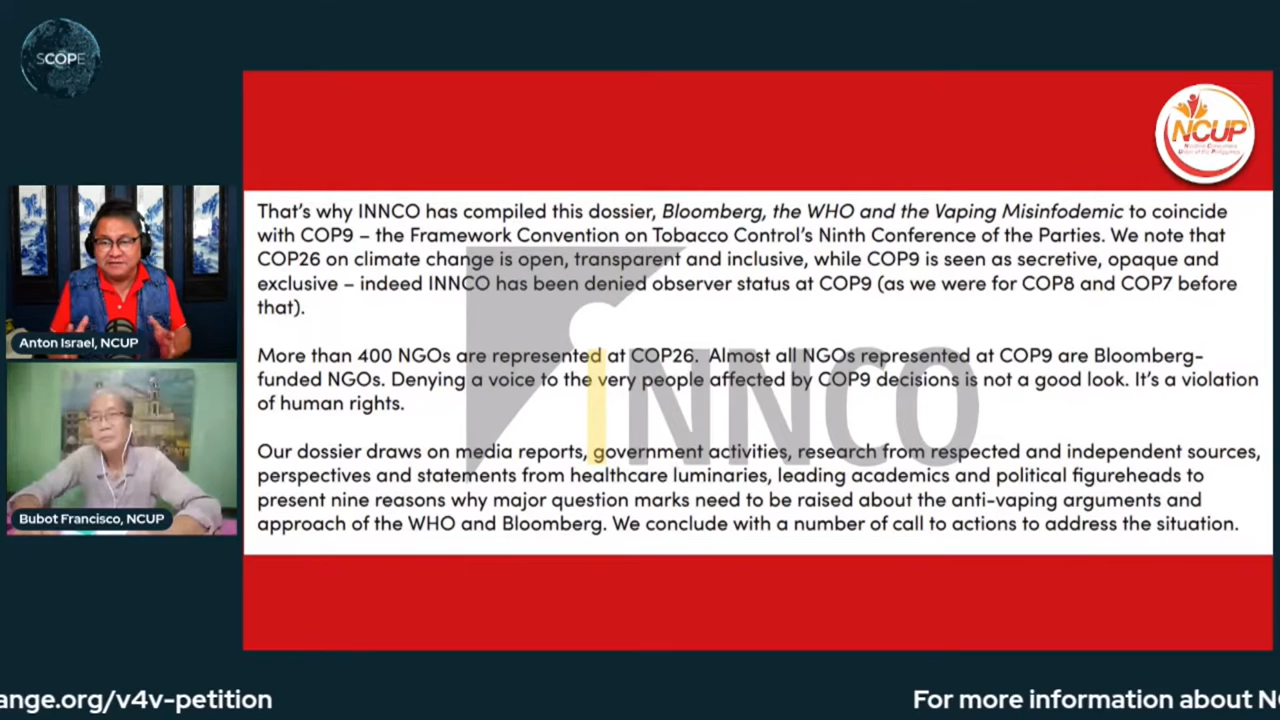 SCOPE
NCUP
Nicotine Consumers
Union of the Philippines
That's why INNCO has compiled this dossier, Bloomberg, the WHO and the Vaping Misinfodemic to coincide
with COP9 – the Framework Convention on Tobacco Control's Ninth Conference of the Parties. We note that
COP26 on climate change is open, transparent and inclusive, while COP9 is seen as secretive, opaque and
exclusive – indeed INNCO has been denied observer status at COP9 (as we were for COP8 and COP7 before
that).
More than 400 NGOs are represented at COP26. Almost all NGOs represented at COP9 are Bloomberg-
funded NGOs. Denying a voice to the very people affected by COP9 decisions is not a good look. It's a violation
of human rights.
Our dossier draws on media reports, government activities, research from respected and independent sources,
perspectives and statements from healthcare luminaries, leading academics and political figureheads to
present nine reasons why major question marks need to be raised about the anti-vaping arguments and
approach of the WHO and Bloomberg. We conclude with a number of call to actions to address the situation.
INNCO
Anton Israel, NCUP
Bubot Francisco, NCUP
ange.org/v4v-petition
For more information about N